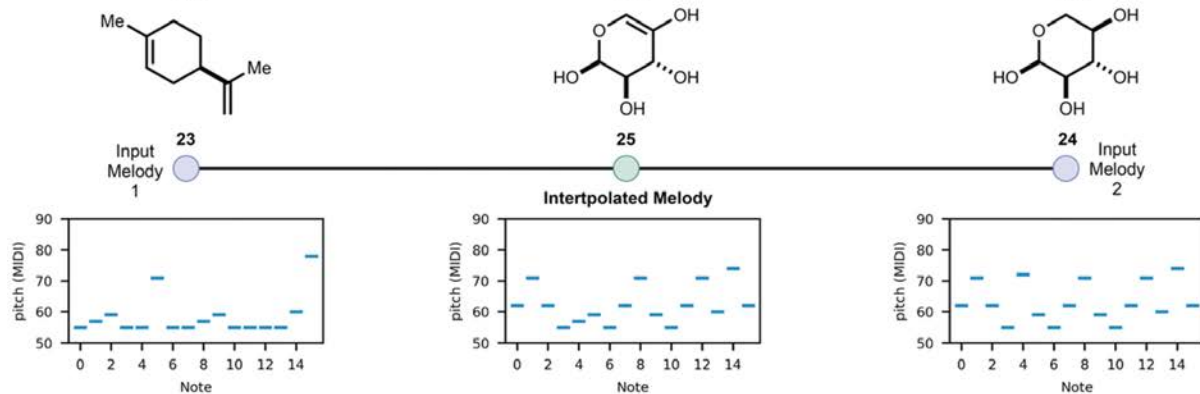 Me
Me
23
Input
Melody
1
O
OH
HO
OH
OH
25
Intertpolated Melody
O
OH
HO
OH
OH
24
Input
Melody
2
pitch (MIDI)
90
80
70
60
50
0 2 4 6 8 10 12 14
Note
pitch (MIDI)
90
80
70
60
50
0 2 4 6 8 10 12 14
Note
pitch (MIDI)
90
80
70
60
50
0 2 4 6 8 10 12 14
Note